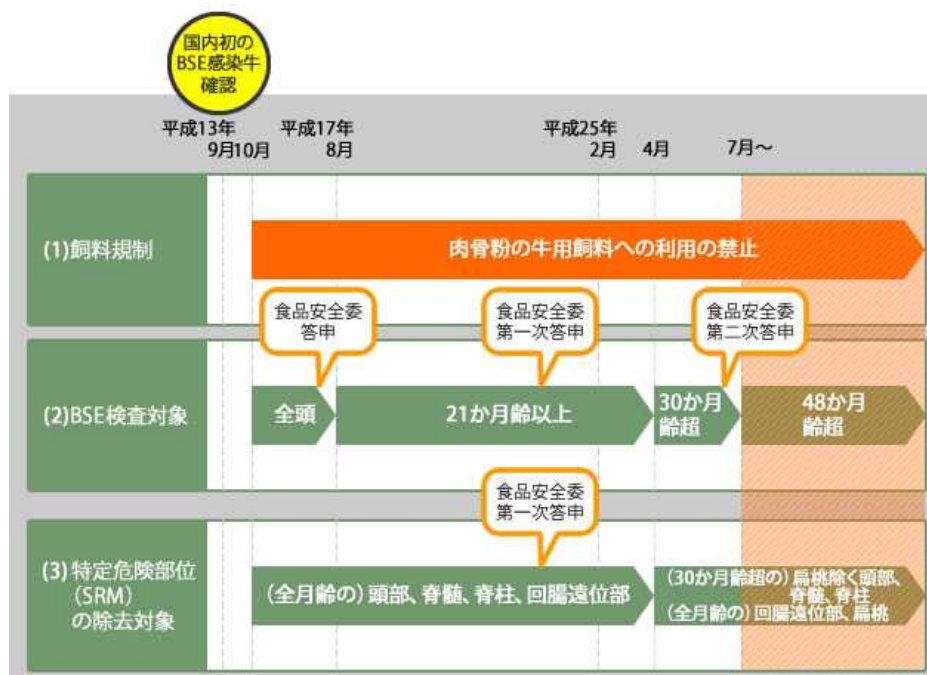 国内初の
BSE感染牛
確認
平成13年
9月10月
平成17年
8月
平成25年
2月
4月
7月～
(1)飼料規制
肉骨粉の牛用飼料への利用の禁止
食品安全委
答申
食品安全委
第一次答申
食品安全委
第二次答申
(2)BSE検査対象
全頭
21か月齢以上
30か月
齢超
48か月
齢超
食品安全委
第一次答申
(3)特定危険部位
（SRM）
の除去対象
（全月齢の）頭部、脊髄、脊柱、回腸遠位部
（30か月齢超の）扁桃除く頭部、
脊髄、脊柱
（全月齢の）回腸遠位部、扁桃